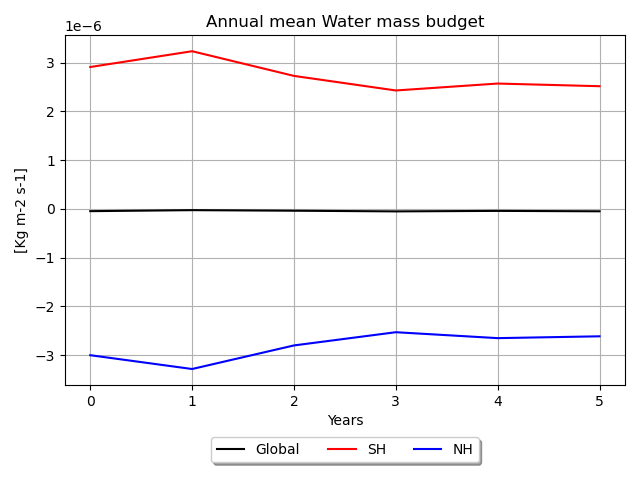 Annual mean Water mass budget
1e−6
3
2
1
0
−1
−2
−3
[Kg m-2 s-1]
0 1 2 3 4 5
Years
Global SH NH